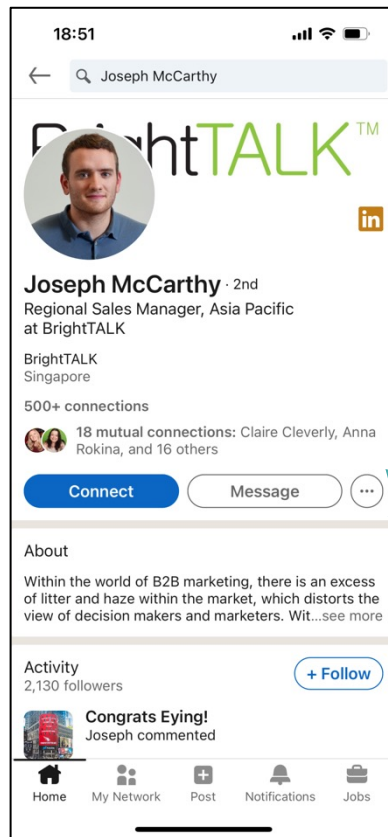 18:51
Joseph McCarthy
BrightTALK™
in
Joseph McCarthy · 2nd
Regional Sales Manager, Asia Pacific
at BrightTALK
BrightTALK
Singapore
500+ connections
18 mutual connections: Claire Cleverly, Anna
Rokina, and 16 others
Connect
Message
About
Within the world of B2B marketing, there is an excess
of litter and haze within the market, which distorts the
view of decision makers and marketers. Wit...see more
Activity
2,130 followers
+ Follow
Congrats Eying!
Joseph commented
Home
My Network
Post
Notifications
Jobs